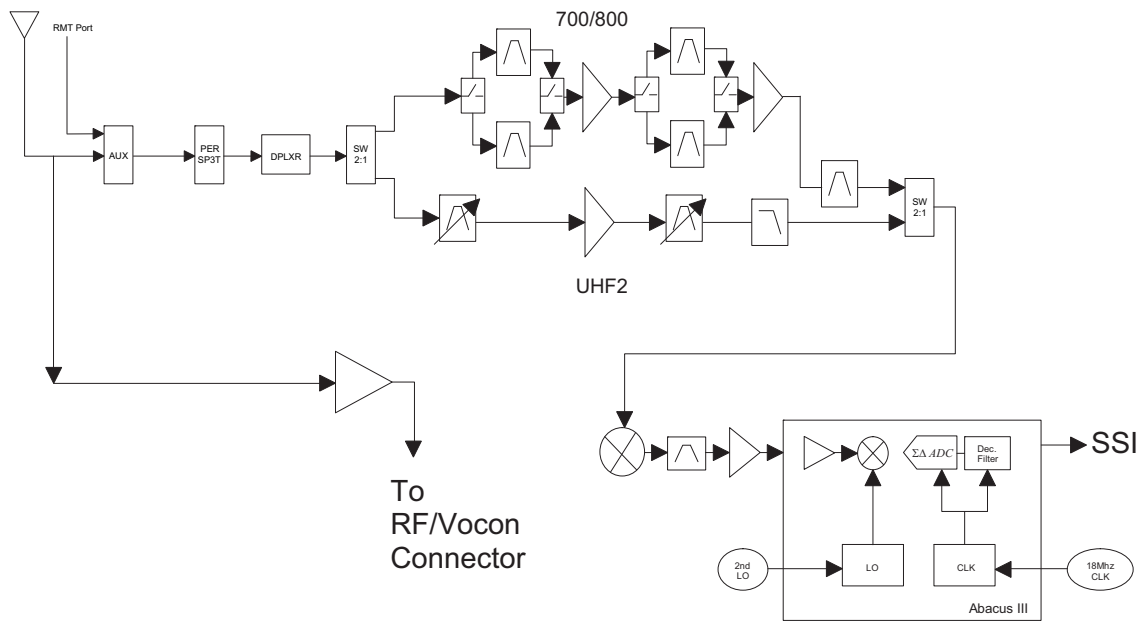 700/800
RMT Port
AUX
PER
SP3T
DPLXR
SW
2:1
SW
2:1
UHF2
To
RF/Vocon
Connector
SSI
ΣΔ ADC
Dec.
Filter
2nd
LO
LO
CLK
18Mhz
CLK
Abacus III